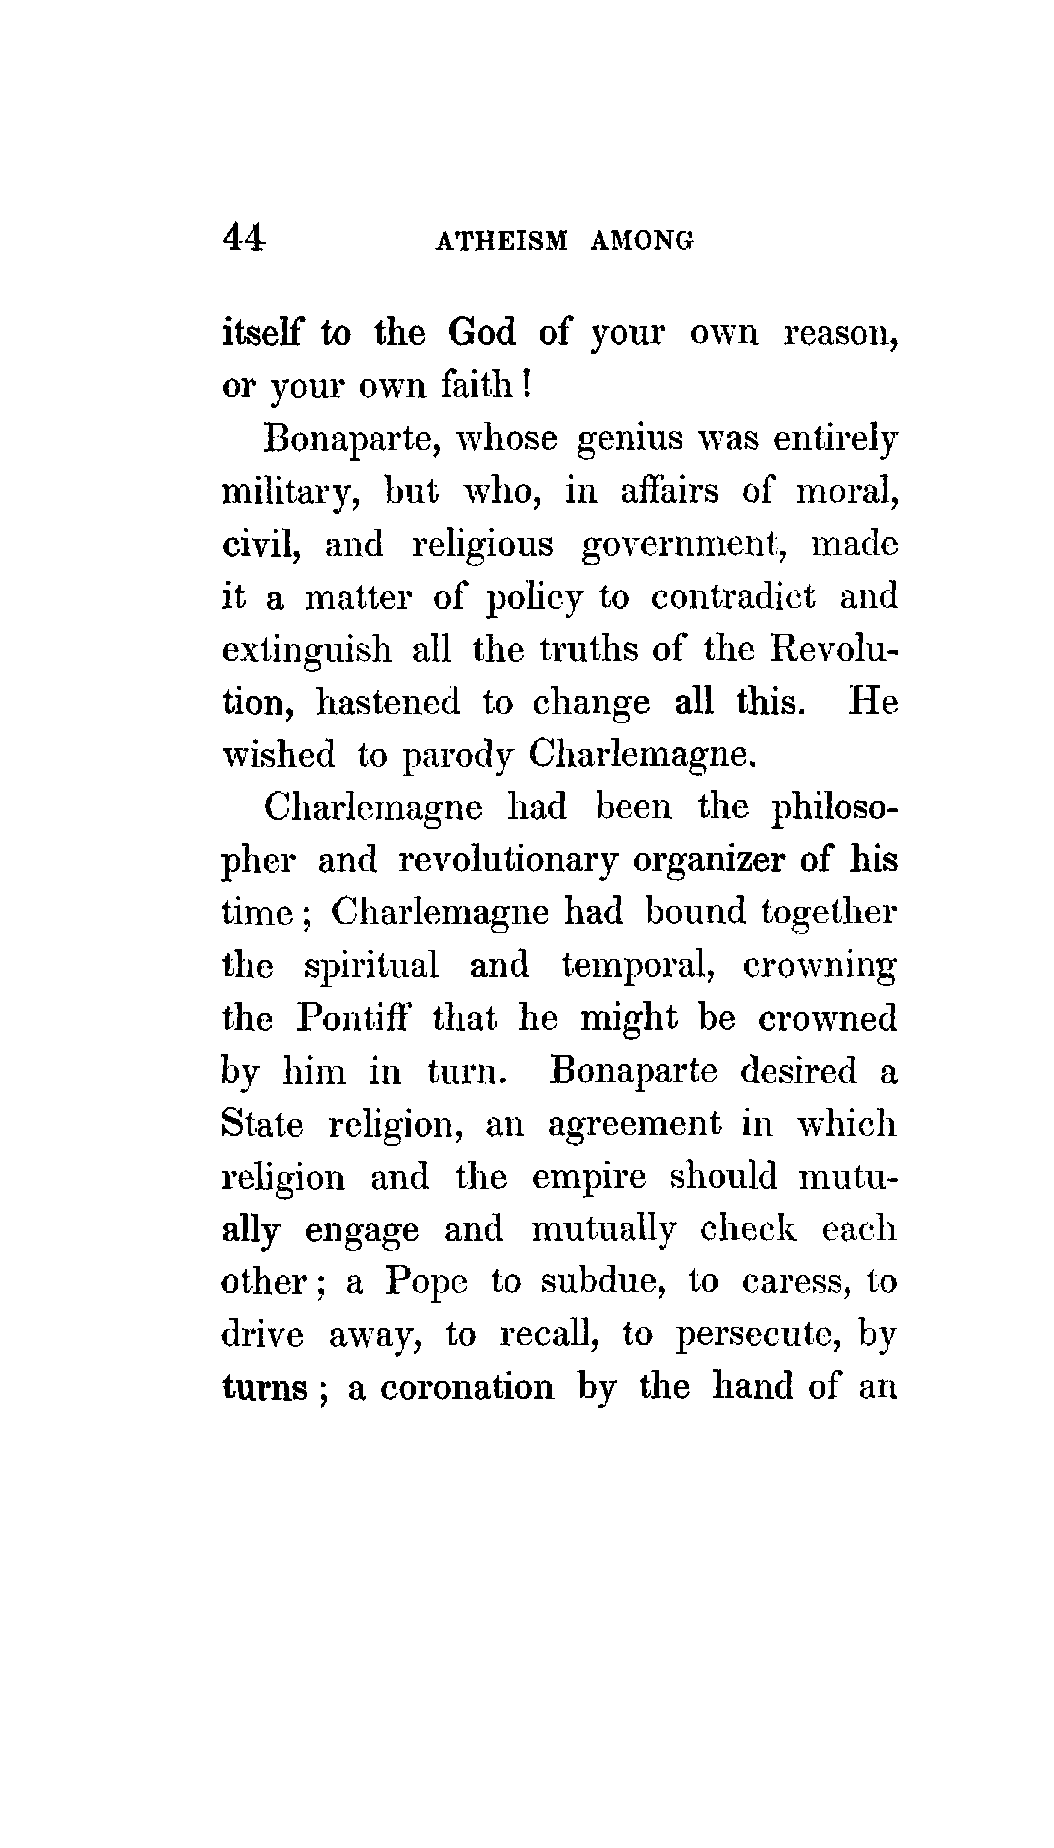 44 ATHEISM AMONG
itself to the God of your own reason,
or your own faith !
Bonaparte, whose genius was entirely
military, but who, in affairs of moral,
civil, and religious government, made
it a matter of policy to contradict and
extinguish all the truths of the Revolu-
tion, hastened to change all this. He
wished to parody Charlemagne.
Charlemagne had been the philoso-
pher and revolutionary organizer of his
time ; Charlemagne had bound together
the spiritual and temporal, crowning
the Pontiff that he might be crowned
by him in turn. Bonaparte desired a
State religion, an agreement in which
religion and the empire should mutu-
ally engage and mutually check each
other ; a Pope to subdue, to caress, to
drive away, to recall, to persecute, by
turns ; a coronation by the hand of an